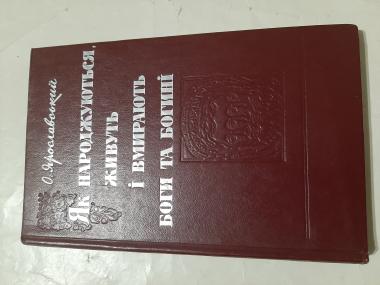 О. Ярославський
ЯК
НАРОДЖУЮТЬСЯ,
ЖИВУТЬ
І ВМИРАЮТЬ
БОГИ ТА БОГИНІ